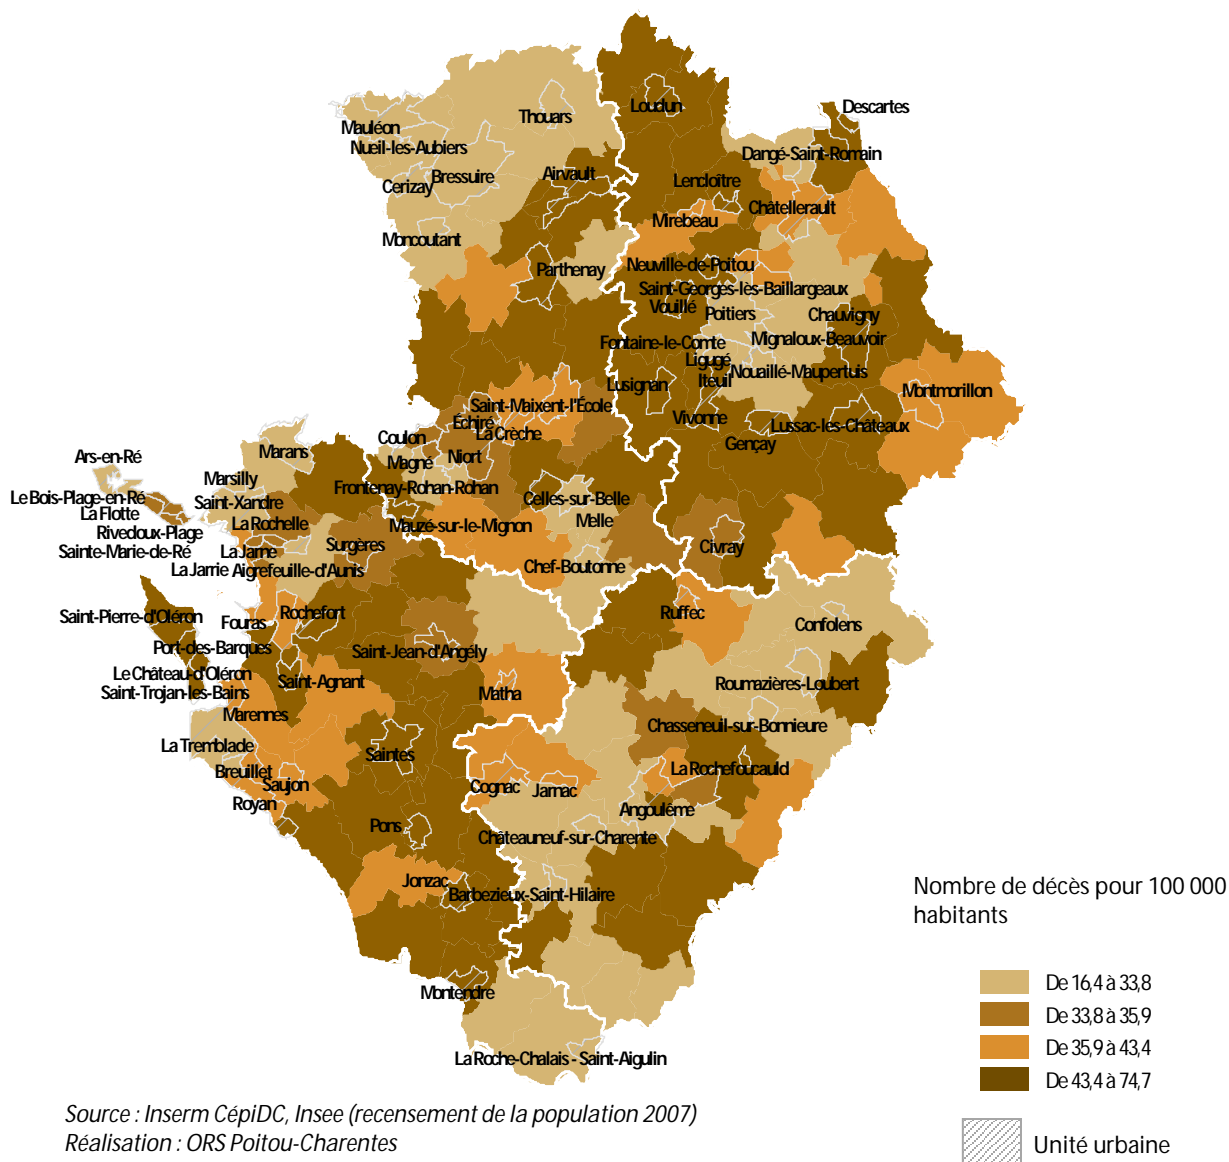 Descartes
Loudun
Thouars
Mauléon
Nueil-les-Aubiers
Dangé-Saint-Romain
Airvault
Bressuire
Cerizay
Lencloître
Châtellerault
Mirebeau
Moncoutant
Parthenay
Neuville-de-Poitou
Saint-Georges-lès-Baillargeaux
Vouillé
Poitiers
Chauvigny
Fontaine-le-Comte
Mignaloux-Beauvoir
Ligugé
Nouaillé-Maupertuis
Iteuil
Lusignan
Montmorillon
Saint-Maixent-l'École
Vivonne
Échiré
Lussac-les-Châteaux
La Crèche
Coulon
Gençay
Marans
Ars-en-Ré
Magné
Niort
Marsilly
Frontenay-Rohan-Rohan
Le Bois-Plage-en-Ré
Saint-Xandre
Celles-sur-Belle
La Flotte
La Rochelle
Melle
Rivedoux-Plage
Mauzé-sur-le-Mignon
Surgères
Civray
Sainte-Marie-de-Ré
La Jarne
Chef-Boutonne
La Jarrie
Aigrefeuille-d'Aunis
Saint-Pierre-d'Oléron
Fouras
Rochefort
Ruffec
Confolens
Port-des-Barques
Saint-Jean-d'Angély
Le Château-d'Oléron
Saint-Agnant
Roumazières-Loubert
Saint-Trojan-les-Bains
Matha
Marennes
Chasseneuil-sur-Bonnieure
La Tremblade
Saintes
Breuillet
La Rochefoucauld
Saujon
Cognac
Jarnac
Royan
Angoulême
Pons
Châteauneuf-sur-Charente
Jonzac
Barbezieux-Saint-Hilaire
Montendre
La Roche-Chalais - Saint-Aigulin
Nombre de décès pour 100 000
habitants
De 16,4 à 33,8
De 33,8 à 35,9
De 35,9 à 43,4
De 43,4 à 74,7
Unité urbaine
Source : Inserm CépiDC, Insee (recensement de la population 2007)
Réalisation : ORS Poitou-Charentes